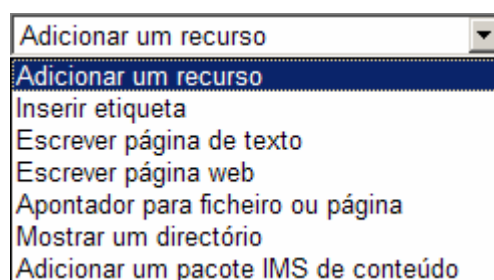 Adicionar um recurso
Adicionar um recurso
Inserir etiqueta
Escrever página de texto
Escrever página web
Apontador para ficheiro ou página
Mostrar um directório
Adicionar um pacote IMS de conteúdo